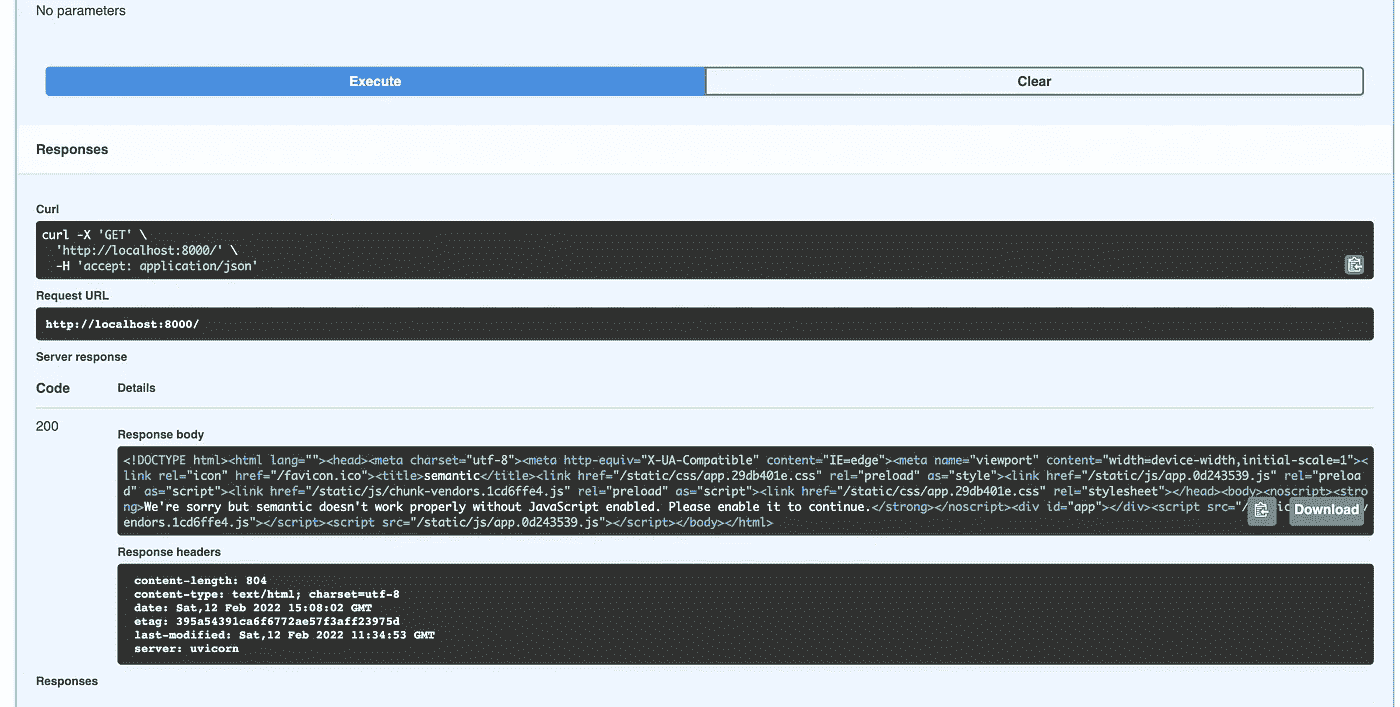 No parameters
Execute
Clear
Responses
Curl
curl -X 'GET' \
'http://localhost:8000/' \
-H 'accept: application/json'
Request URL
http://localhost:8000/
Server response
Code
Details
200
Response body
<!DOCTYPE html><html lang=""><head><meta charset="utf-8"><meta http-equiv="X-UA-Compatible" content="IE=edge"><meta name="viewport" content="width=device-width,initial-scale=1"><
link rel="icon" href="/favicon.ico"><title>semantic</title><link href="/static/css/app.29db401e.css" rel="preload" as="style"><link href="/static/js/app.0d243539.js" rel="preloa
d" as="script"><link href="/static/js/chunk-vendors.1cd6ffe4.js" rel="preload" as="script"><link href="/static/css/app.29db401e.css" rel="stylesheet"></head><body><noscript><stro
ng>We're sorry but semantic doesn't work properly without JavaScript enabled. Please enable it to continue.</strong></noscript><div id="app"></div><script src="/
endors.1cd6ffe4.js"></script><script src="/static/js/app.0d243539.js"></script></body></html>
Download
Response headers
content-length: 804
content-type: text/html; charset=utf-8
date: Sat,12 Feb 2022 15:08:02 GMT
etag: 395a54391ca6f6772ae57f3aff23975d
last-modified: Sat,12 Feb 2022 11:34:53 GMT
server: uvicorn
Responses